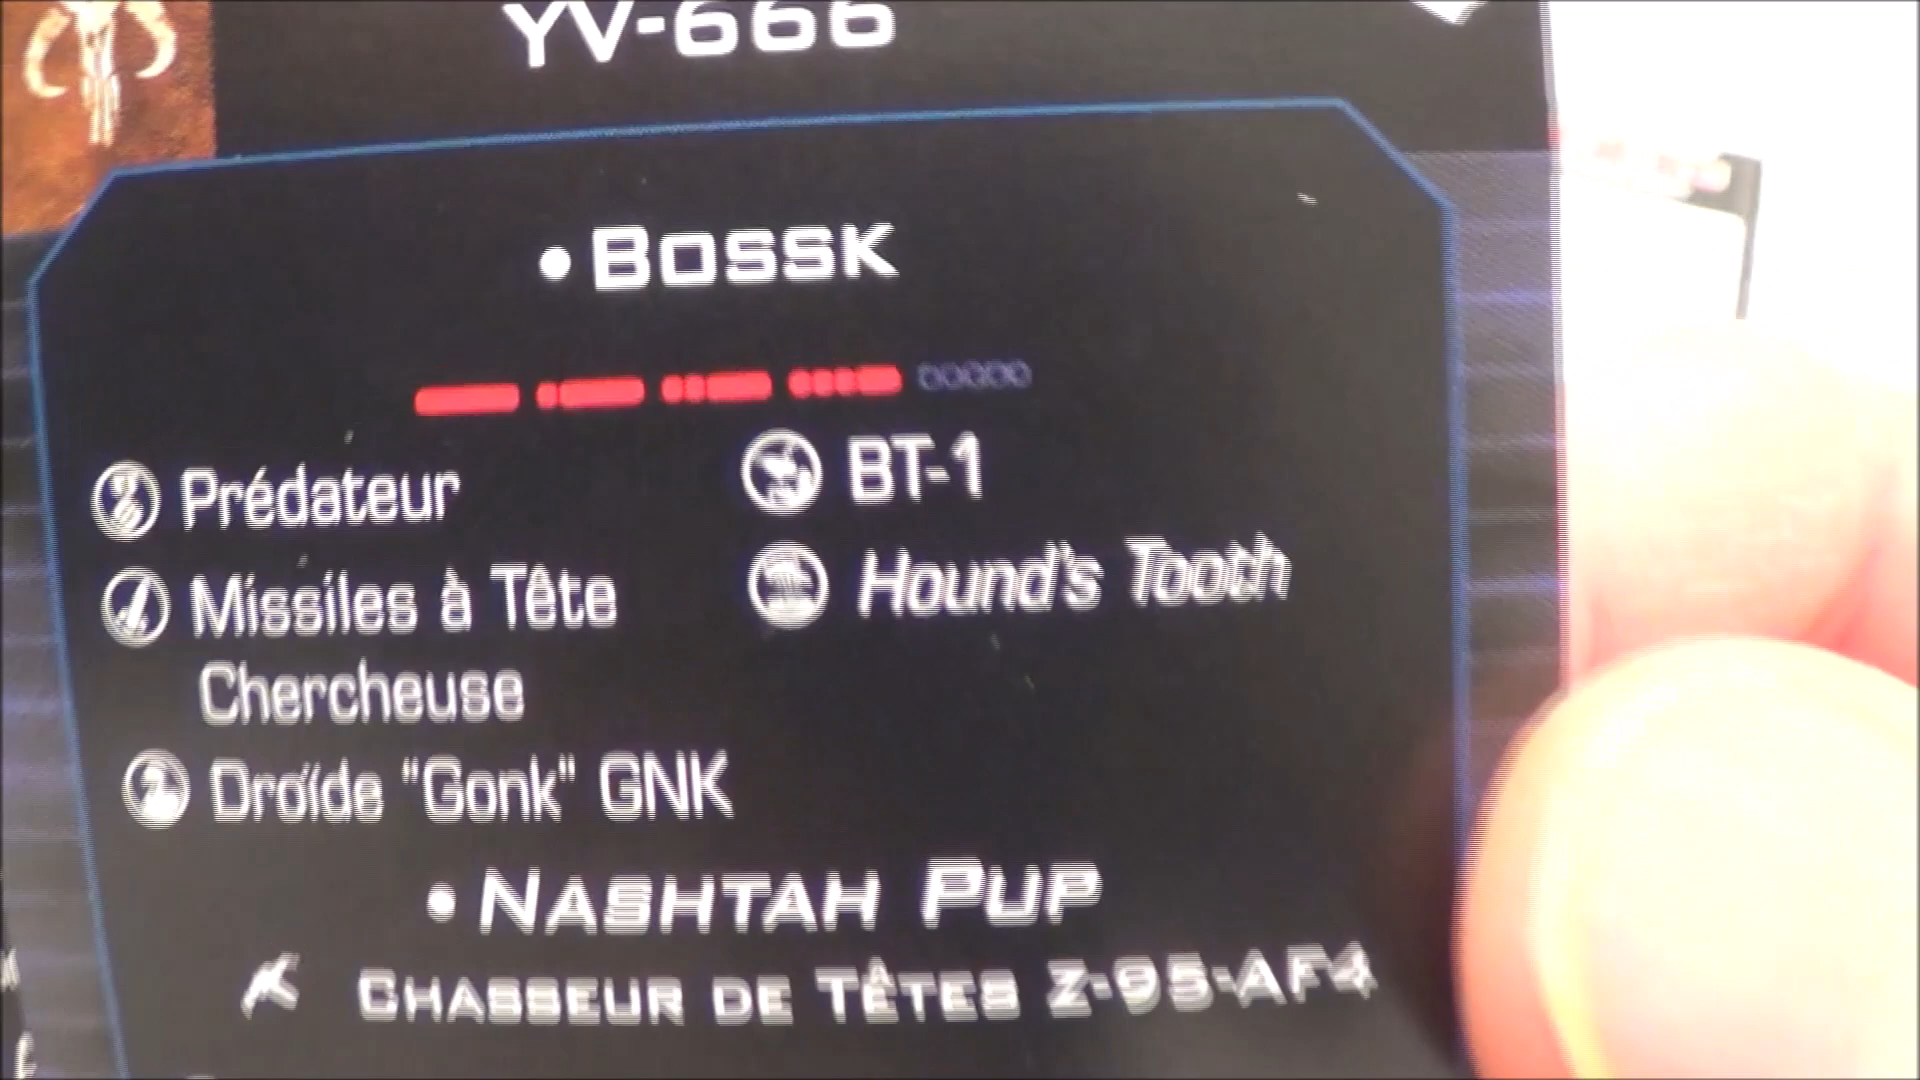 YV-666
• Bossk
Prédateur
Missiles à Tête
Chercheuse
Droïde "Gonk" GNK
BT-1
Hound's Tooth
• Nashtah Pup
Chasseur de Têtes Z-95-AF4